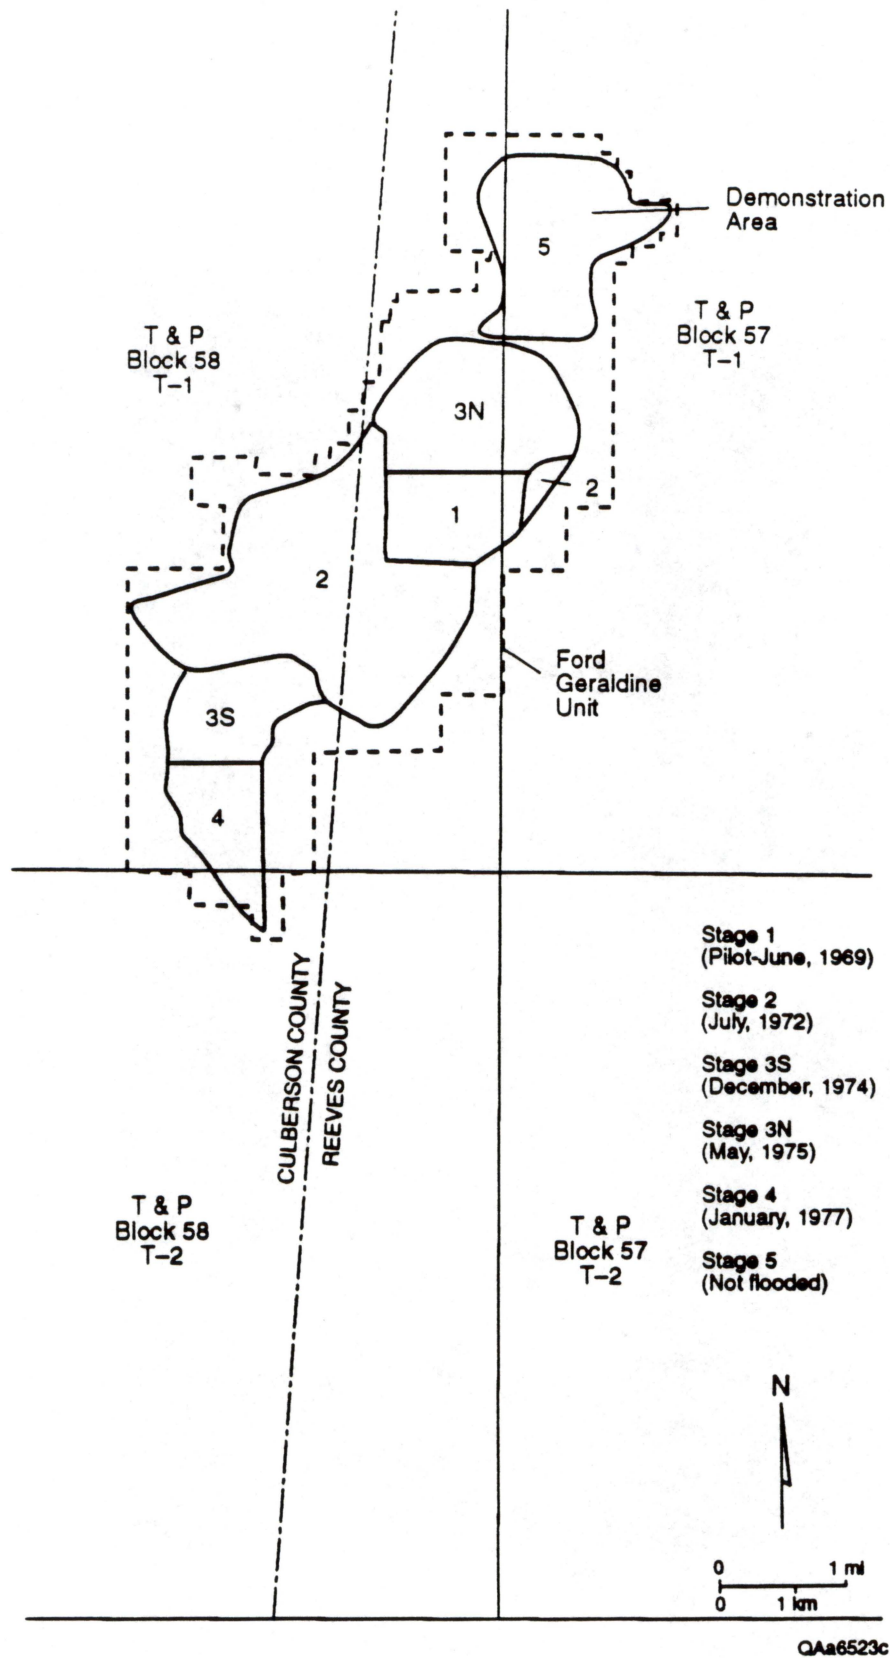 Demonstration
Area
5
T & P
Block 58
T-1
T & P
Block 57
T-1
3N
2
1
2
Ford
Geraldine
Unit
3S
4
CULBERSON COUNTY
REEVES COUNTY
Stage 1
(Pilot-June, 1969)
Stage 2
(July, 1972)
Stage 3S
(December, 1974)
Stage 3N
(May, 1975)
Stage 4
(January, 1977)
Stage 5
(Not flooded)
T & P
Block 58
T-2
T & P
Block 57
T-2
N
0 1 mi
0 1 km
QAa6523c